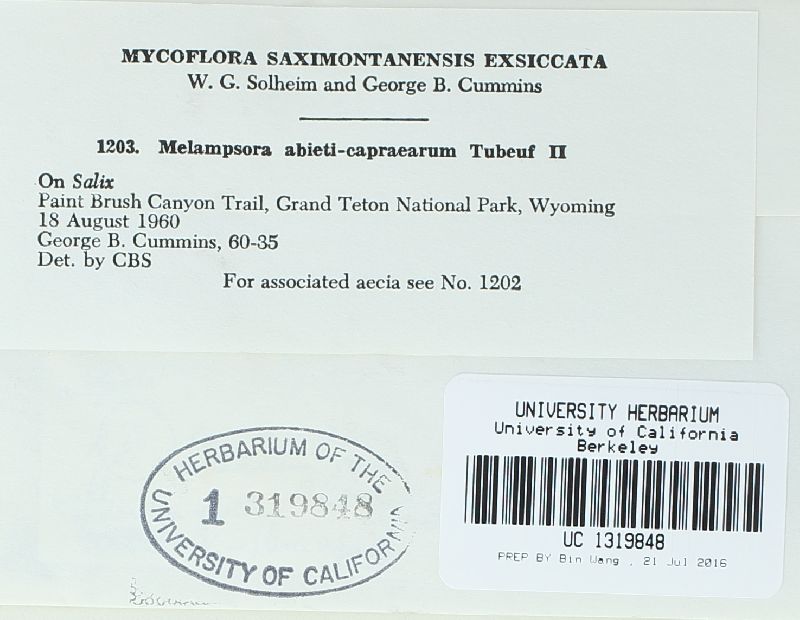 MYCOFLORA SAXIMONTANENSIS EXSICCATA
W. G. Solheim and George B. Cummins
1203. Melampsora abieti-capraearum Tubeuf II
On Salix
Paint Brush Canyon Trail, Grand Teton National Park, Wyoming
18 August 1960
George B. Cummins, 60-35
Det. by CBS
For associated aecia see No. 1202
HERBARIUM OF THE
1 319848
UNIVERSITY OF CALIFORNIA
UNIVERSITY HERBARIUM
University of California
Berkeley
UC 1319848
PREP BY Bin Wang , 21 Jul 2016